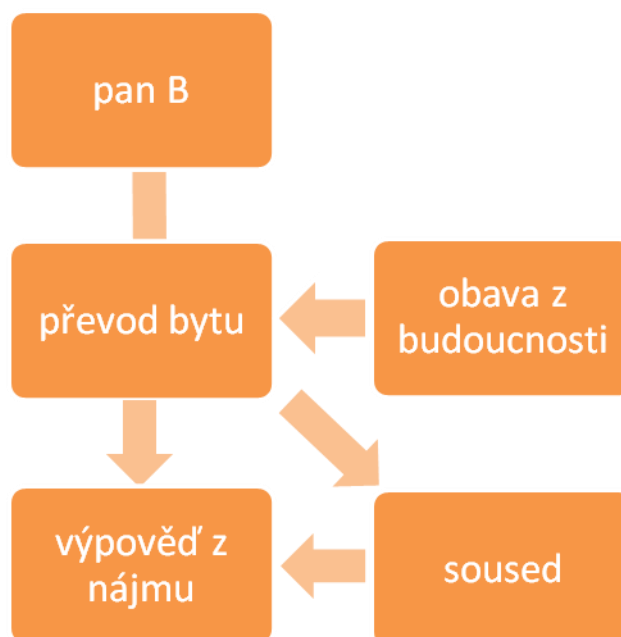 pan B
převod bytu
obava z
budoucnosti
výpověď z
nájmu
soused